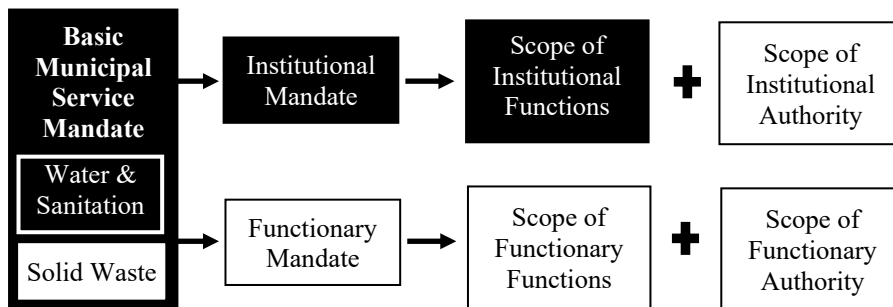 Basic
Municipal
Service
Mandate
Water &
Sanitation
Solid Waste
Institutional
Mandate
Scope of
Institutional
Functions
+
Scope of
Institutional
Authority
Functionary
Mandate
Scope of
Functionary
Functions
+
Scope of
Functionary
Authority